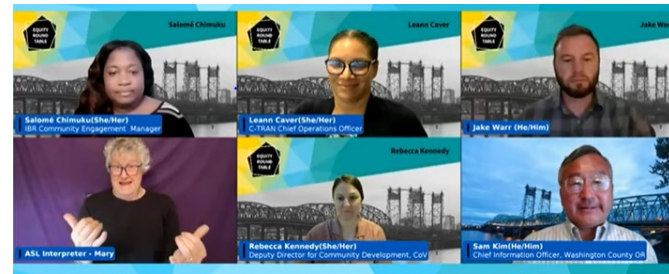 EQUITY
ROUND
TABLE
Salomé Chimuku
Salomé Chimuku(She/Her)
IBR Community Engagement Manager
EQUITY
ROUND
TABLE
Leann Caver
Leann Caver(She/Her)
C-TRAN Chief Operations Officer
EQUITY
ROUND
TABLE
Jake War
Jake Warr (He/Him)
ASL Interpreter - Mary
EQUITY
ROUND
TABLE
Rebecca Kennedy
Rebecca Kennedy(She/Her)
Deputy Director for Community Development, CoV
Sam Kim(He/Him)
Chief Information Officer, Washington County OR